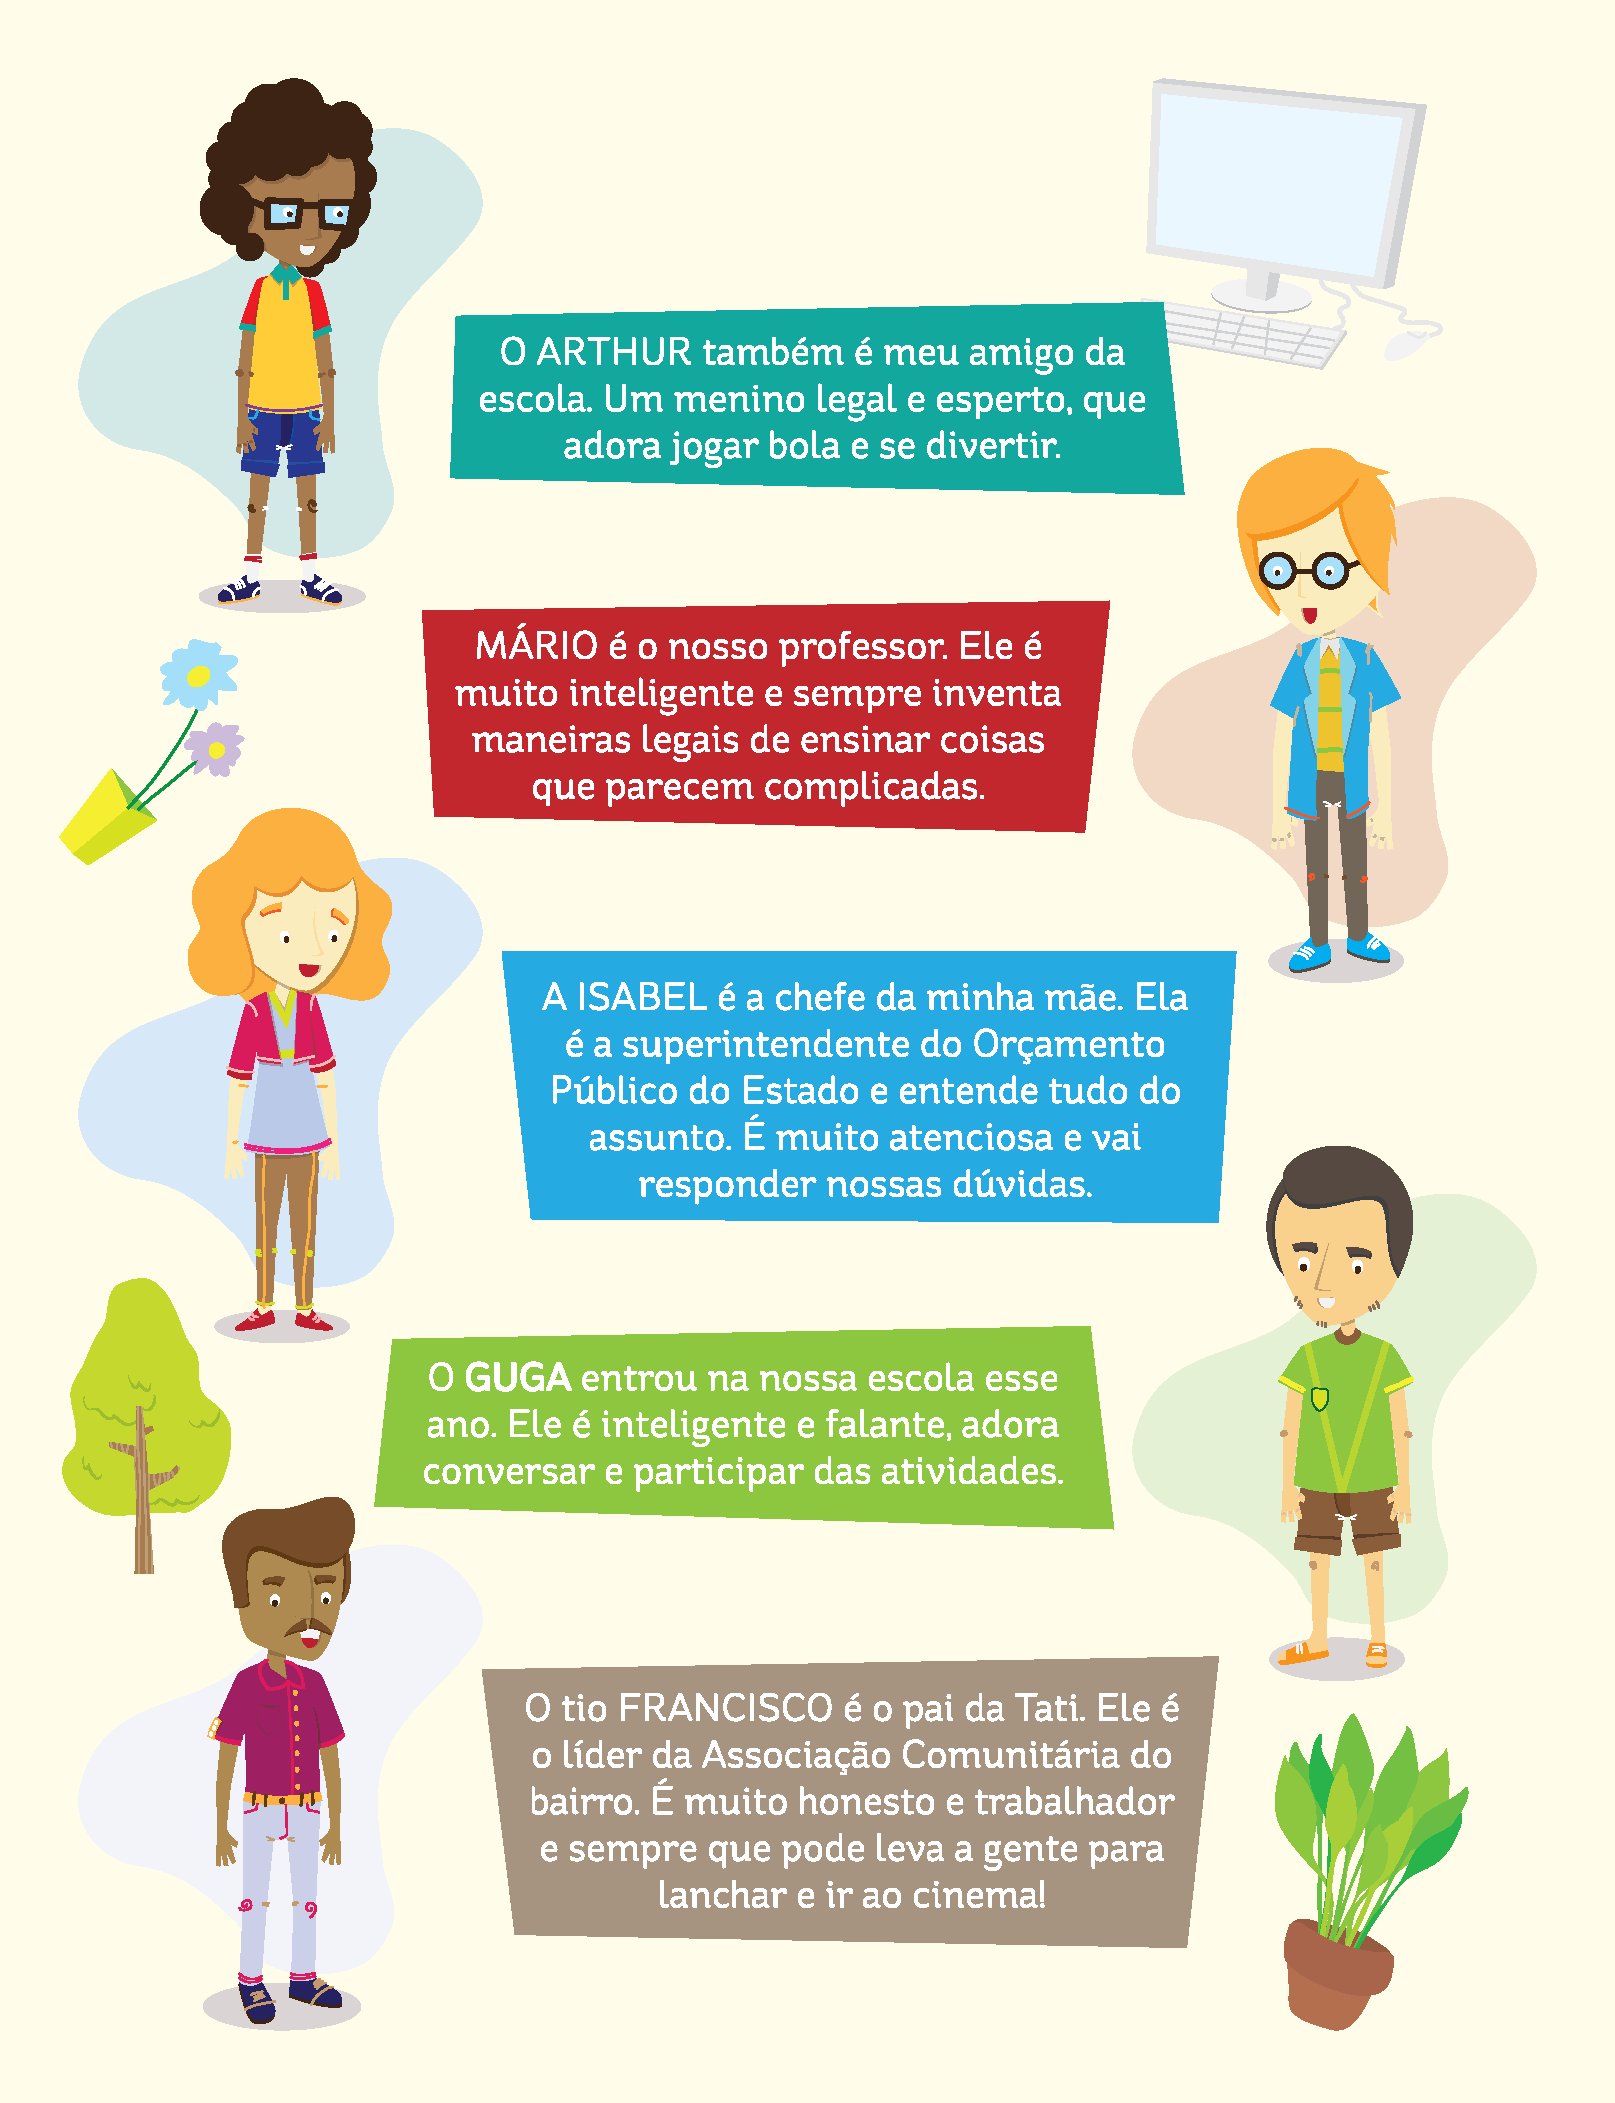 O ARTHUR também é meu amigo da
escola. Um menino legal e esperto, que
adora jogar bola e se divertir.
MÁRIO é o nosso professor. Ele é
muito inteligente e sempre inventa
maneiras legais de ensinar coisas
que parecem complicadas.
A ISABEL é a chefe da minha mãe. Ela
é a superintendente do Orçamento
Público do Estado e entende tudo do
assunto. É muito atenciosa e vai
responder nossas dúvidas.
O GUGA entrou na nossa escola esse
ano. Ele é inteligente e falante, adora
conversar e participar das atividades.
O tio FRANCISCO é o pai da Tati. Ele é
o líder da Associação Comunitária do
bairro. É muito honesto e trabalhador
e sempre que pode leva a gente para
lanchar e ir ao cinema!